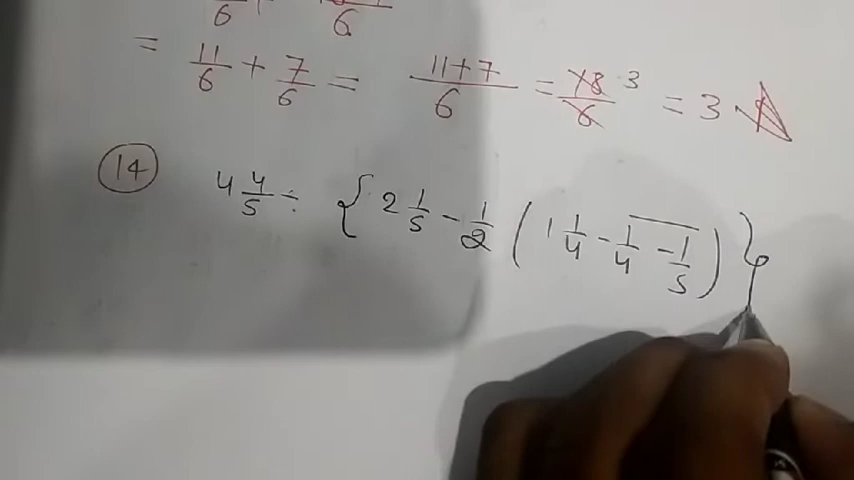 = 11/6 + 7/6 = 11+7/6 = 18/6 3 = 3
14 4 4/5 ÷ { 2 1/5 - 1/2 ( 1 1/4 - 1/4 - 1/5 ) }